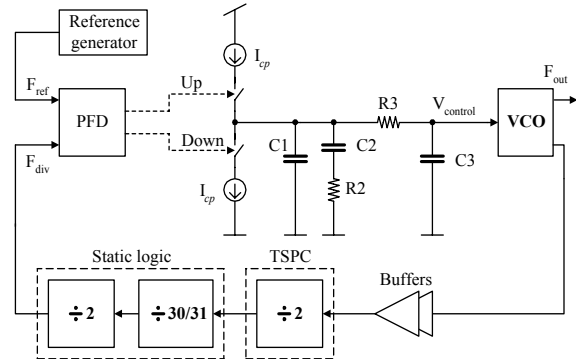 Reference
generator
F_ref
PFD
F_div
Up
Down
I_cp
I_cp
C1
C2
R2
R3
V_control
C3
VCO
F_out
Static logic
÷2
÷30/31
TSPC
÷2
Buffers